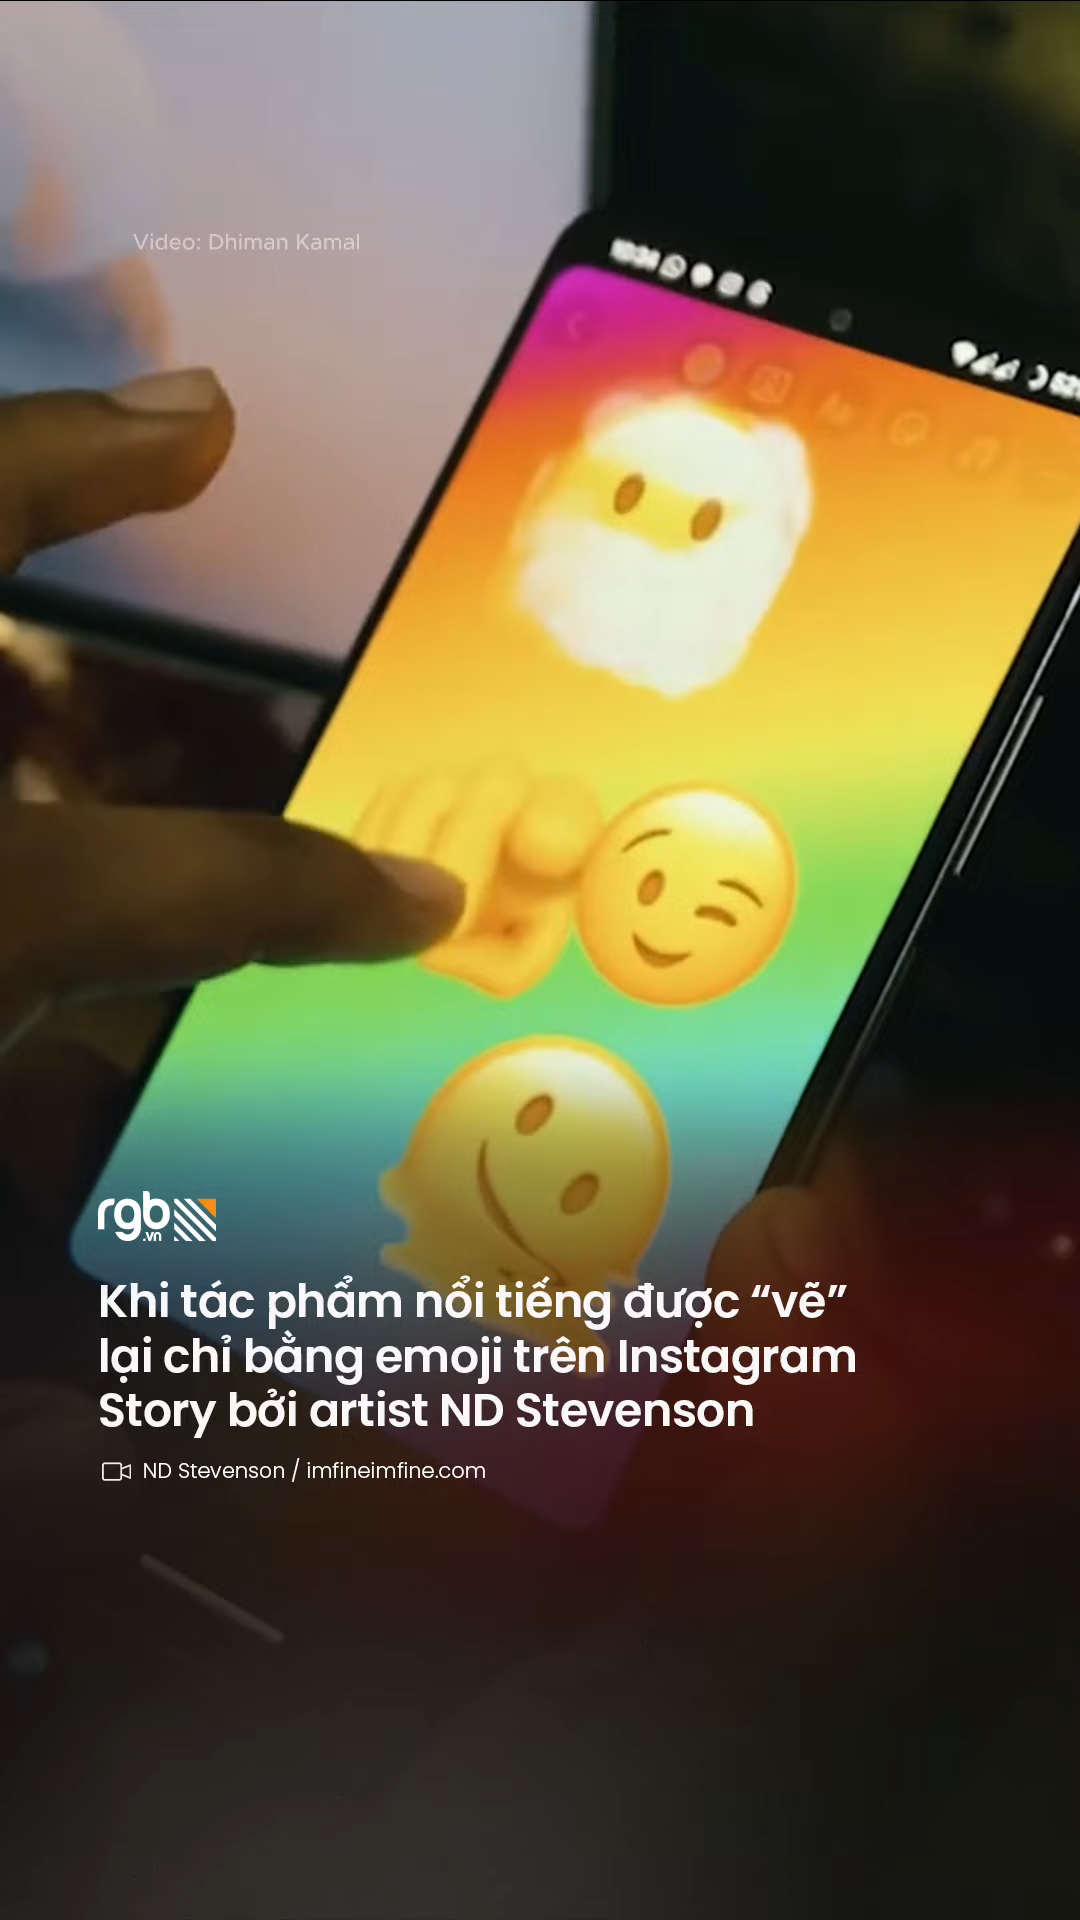 Video: Dhiman Kamal
Aa
rgb
.vn
Khi tác phẩm nổi tiếng được “vẽ”
lại chỉ bằng emoji trên Instagram
Story bởi artist ND Stevenson
ND Stevenson / imfineimfine.com